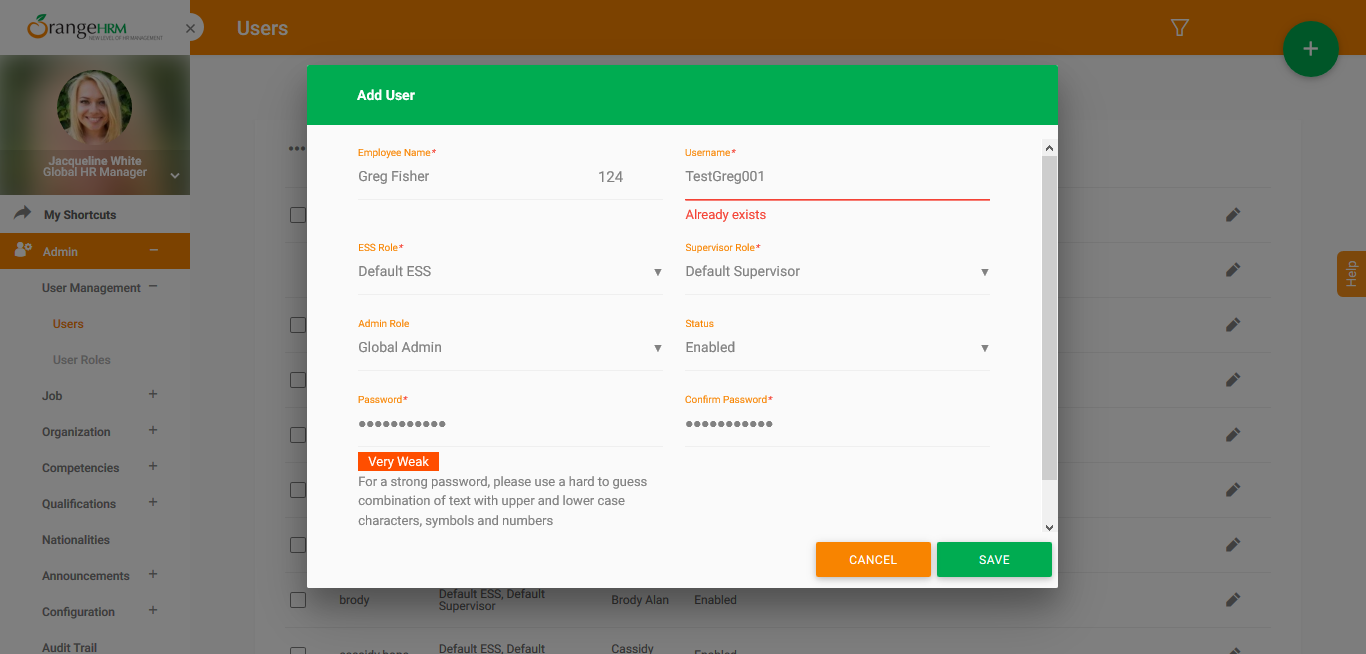 OrangeHRM
NEW LEVEL OF HR MANAGEMENT
Users
Jacqueline White
Global HR Manager
My Shortcuts
Admin
User Management
Users
User Roles
Job
Organization
Competencies
Qualifications
Nationalities
Announcements
Configuration
Audit Trail
Help
Add User
Employee Name*
Username*
Greg Fisher 124
TestGreg001
Already exists
ESS Role*
Supervisor Role*
Default ESS
Default Supervisor
Admin Role
Status
Global Admin
Enabled
Password*
Confirm Password*
•••••••••••
•••••••••••
Very Weak
For a strong password, please use a hard to guess
combination of text with upper and lower case
characters, symbols and numbers
CANCEL
SAVE
brody
Default ESS, Default
Supervisor
Brody Alan
Enabled
Default ESS, Default
Cassidy
Enabled